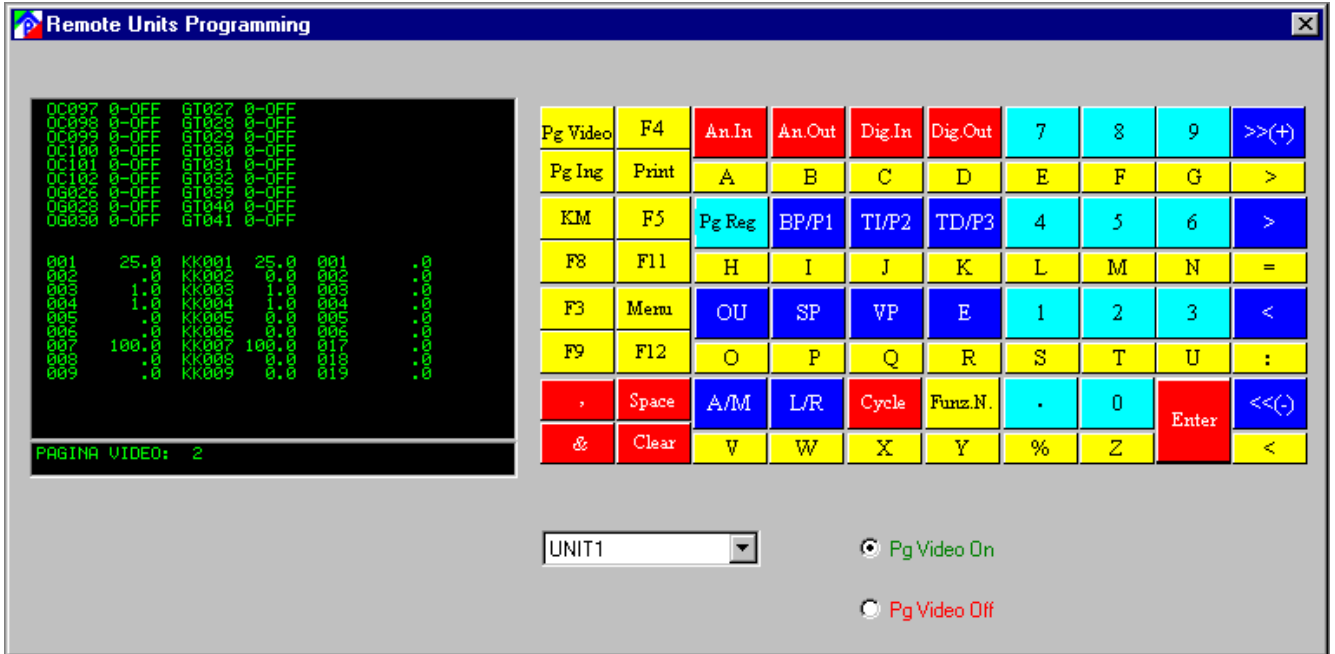 Remote Units Programming
OC097 0-OFF GT027 0-OFF
OC098 0-OFF GT028 0-OFF
OC099 0-OFF GT029 0-OFF
OC100 0-OFF GT030 0-OFF
OC101 0-OFF GT031 0-OFF
OC102 0-OFF GT032 0-OFF
OG026 0-OFF GT039 0-OFF
OG028 0-OFF GT040 0-OFF
OG030 0-OFF GT041 0-OFF
001 25.0 KK001 25.0 001 .0
002 .0 KK002 0.0 002 .0
003 1.0 KK003 1.0 003 .0
004 1.0 KK004 1.0 004 .0
005 .0 KK005 0.0 005 .0
006 .0 KK006 0.0 006 .0
007 100.0 KK007 100.0 017 .0
008 .0 KK008 0.0 018 .0
009 .0 KK009 0.0 019 .0
PAGINA VIDEO: 2
Pg Video F4 An.In An.Out Dig.In Dig.Out 7 8 9 >>(+)
Pg Ing Print A B C D E F G >
KM F5 Pg Reg BP/P1 TI/P2 TD/P3 4 5 6 >
F8 F11 H I J K L M N =
F3 Menu OU SP VP E 1 2 3 <
F9 F12 O P Q R S T U :
, Space A/M L/R Cycle Funz.N. . 0 Enter <<(-)
& Clear V W X Y % Z <
UNIT1
Pg Video On
Pg Video Off